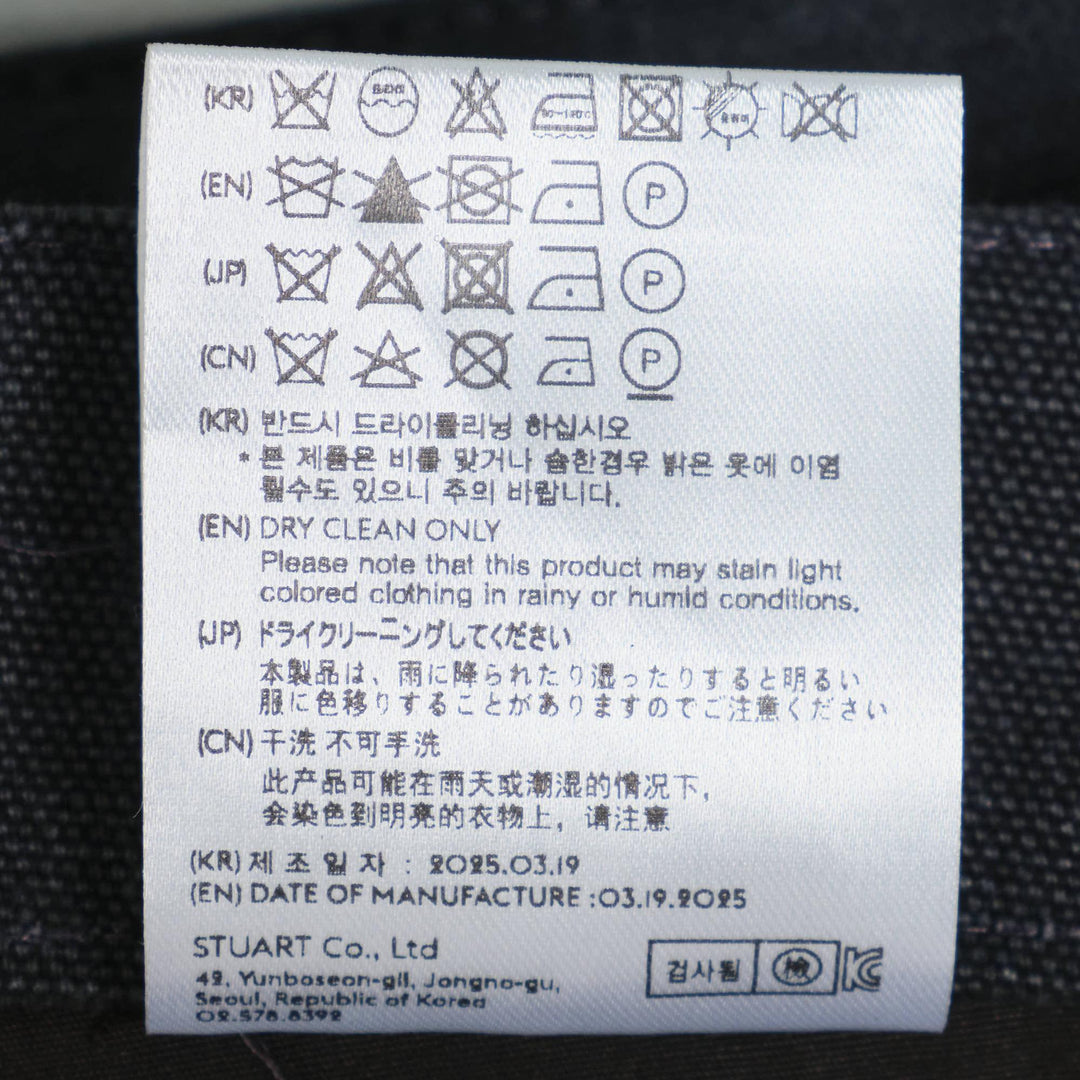 (KR) 드라이 80~120℃ 옷걸이
(EN) P
(JP) P
(CN) P
(KR) 반드시 드라이클리닝 하십시오
* 본 제품은 비를 맞거나 습한경우 밝은 옷에 이염
될수도 있으니 주의 바랍니다.
(EN) DRY CLEAN ONLY
Please note that this product may stain light
colored clothing in rainy or humid conditions.
(JP) ドライクリーニングしてください
本製品は、雨に降られたり湿ったりすると明るい
服に色移りすることがありますのでご注意ください
(CN) 干洗 不可手洗
此产品可能在雨天或潮湿的情况下,
会染色到明亮的衣物上, 请注意
(KR) 제 조 일 자 : 2025.03.19
(EN) DATE OF MANUFACTURE :03.19.2025
STUART Co., Ltd
42, Yunboseon-gil, Jongno-gu,
Seoul, Republic of Korea
02.578.8392
검사필 檢 KC